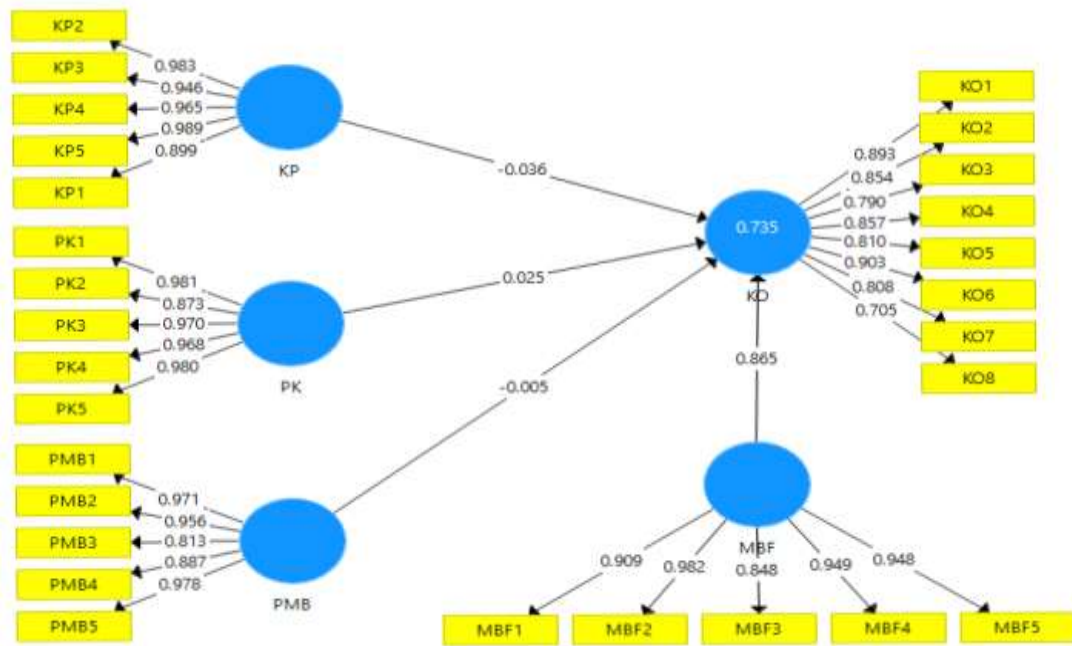 KP2
KP3
KP4
KP5
KP1
0.983
0.946
0.965
0.989
0.899
KP
-0.036
PK1
PK2
PK3
PK4
PK5
0.981
0.873
0.970
0.968
0.980
PK
0.025
PMB1
PMB2
PMB3
PMB4
PMB5
0.971
0.956
0.813
0.887
0.978
PMB
-0.005
0.735
KO
0.893
0.854
0.790
0.857
0.810
0.903
0.808
0.705
KO1
KO2
KO3
KO4
KO5
KO6
KO7
KO8
0.865
MBF
0.909
0.982
0.848
0.949
0.948
MBF1
MBF2
MBF3
MBF4
MBF5